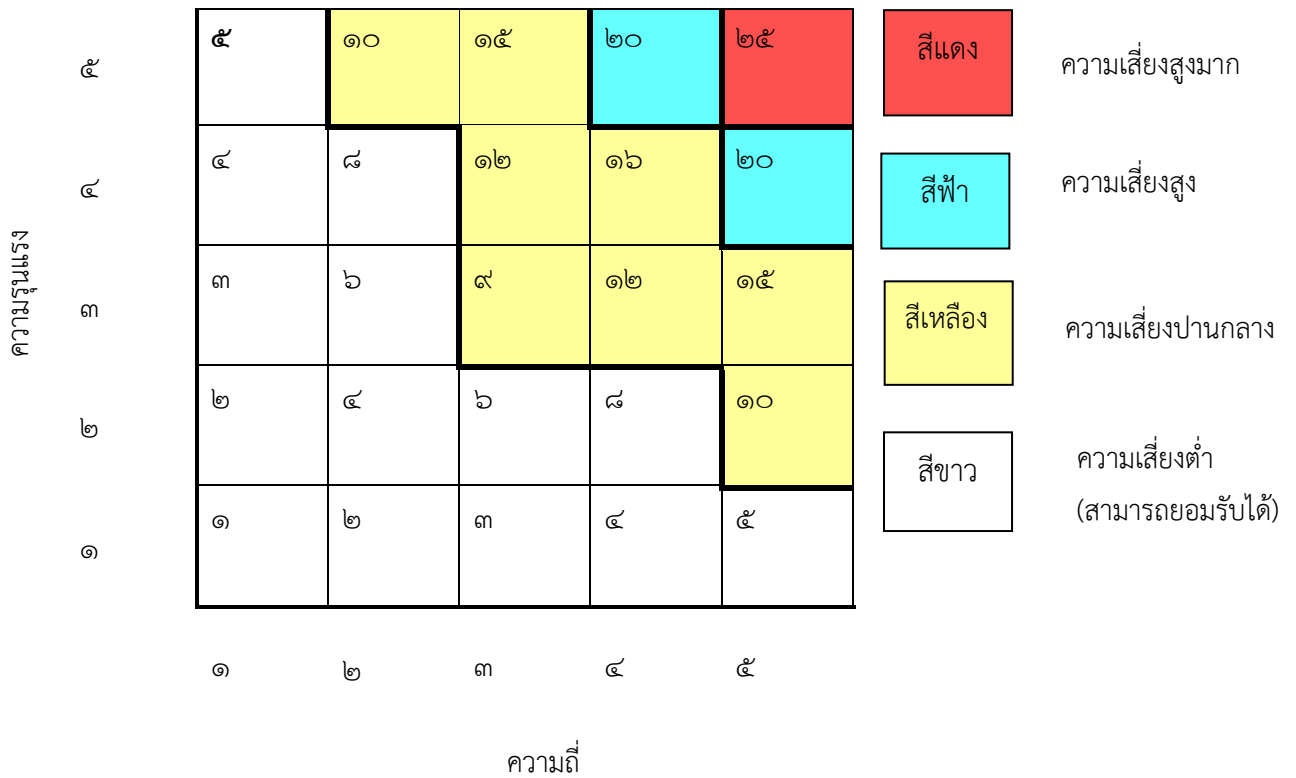 ๕ ๕ ๑๐ ๑๕ ๒๐ ๒๕ สีแดง ความเสี่ยงสูงมาก
๔ ๔ ๘ ๑๒ ๑๖ ๒๐ สีฟ้า ความเสี่ยงสูง
ความรุนแรง
๓ ๓ ๖ ๙ ๑๒ ๑๕ สีเหลือง ความเสี่ยงปานกลาง
๒ ๒ ๔ ๖ ๘ ๑๐ สีขาว ความเสี่ยงต่ำ
(สามารถยอมรับได้)
๑ ๑ ๒ ๓ ๔ ๕
๑ ๒ ๓ ๔ ๕
ความถี่